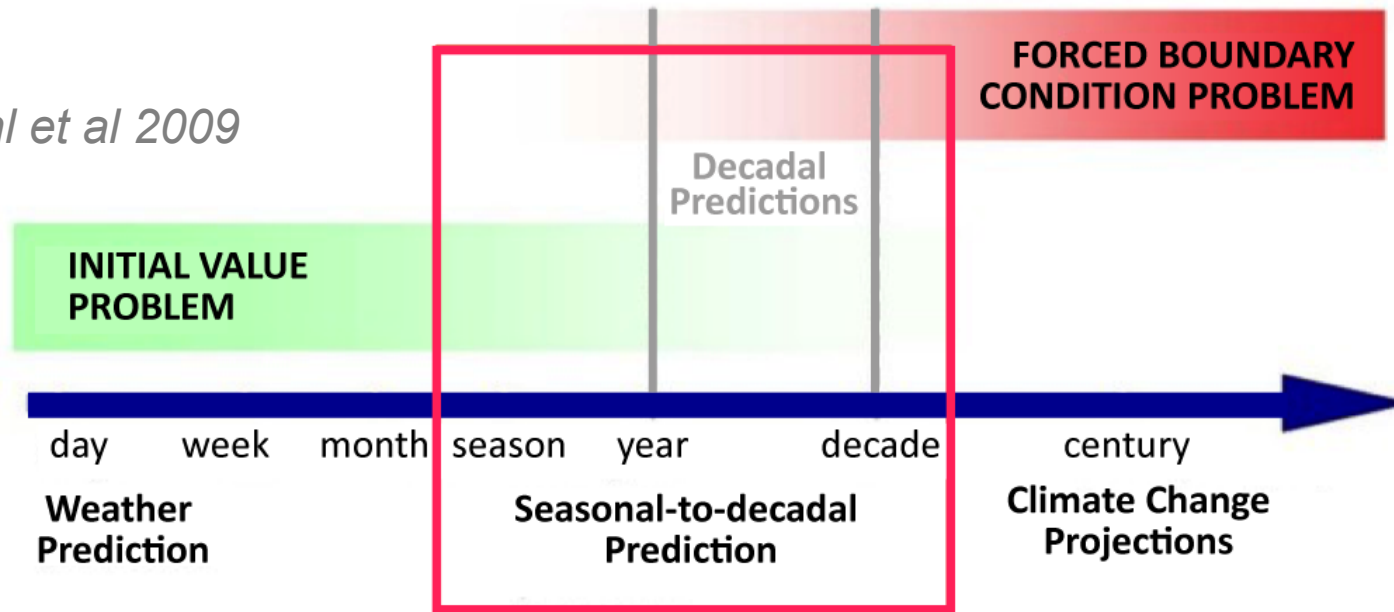 FORCED BOUNDARY
CONDITION PROBLEM
et al 2009
Decadal
Predictions
INITIAL VALUE
PROBLEM
day week month season year decade century
Weather
Prediction
Seasonal-to-decadal
Prediction
Climate Change
Projections